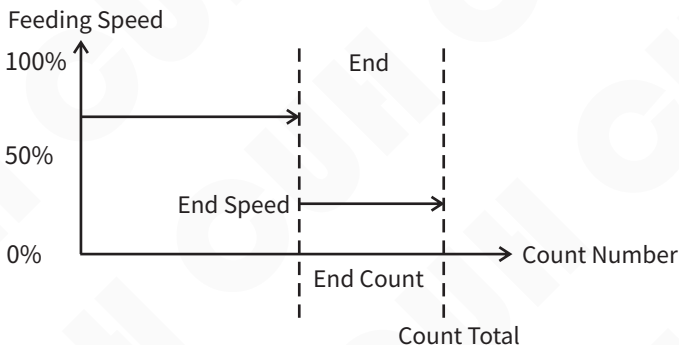 Feeding Speed
100%
End
50%
End Speed
0%
Count Number
End Count
Count Total